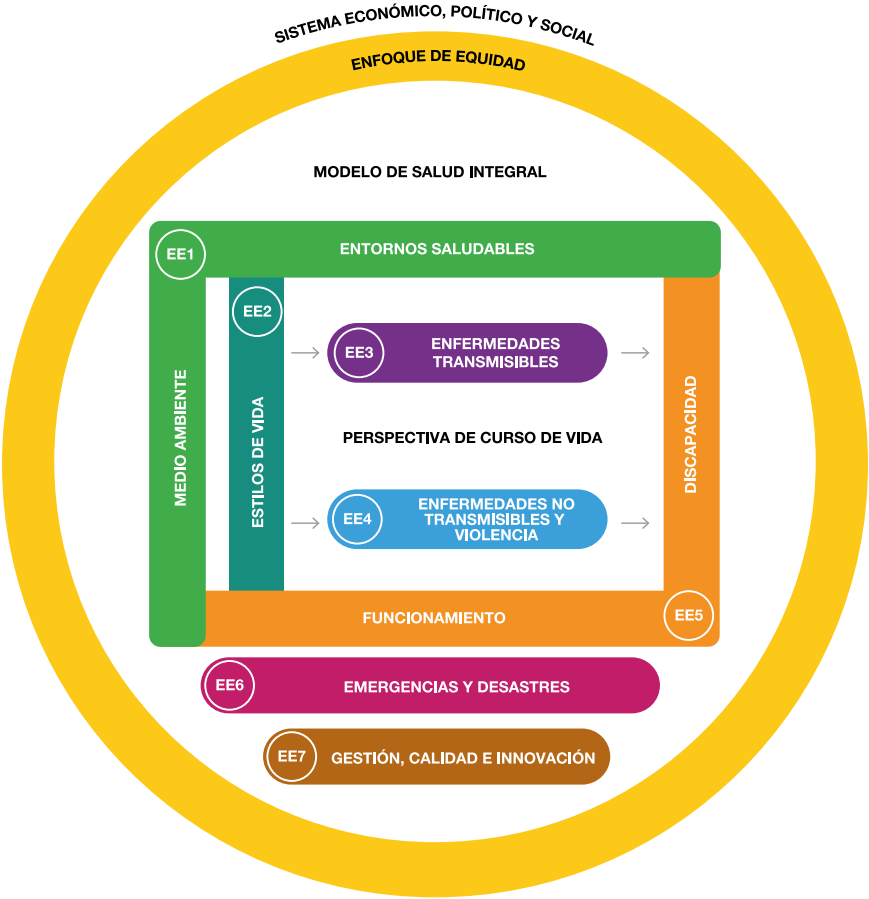 SISTEMA ECONÓMICO, POLÍTICO Y SOCIAL
ENFOQUE DE EQUIDAD
MODELO DE SALUD INTEGRAL
EE1
ENTORNOS SALUDABLES
MEDIO AMBIENTE
EE2
ESTILOS DE VIDA
EE3
ENFERMEDADES
TRANSMISIBLES
PERSPECTIVA DE CURSO DE VIDA
EE4
ENFERMEDADES NO
TRANSMISIBLES Y
VIOLENCIA
DISCAPACIDAD
FUNCIONAMIENTO
EE5
EE6
EMERGENCIAS Y DESASTRES
EE7
GESTIÓN, CALIDAD E INNOVACIÓN